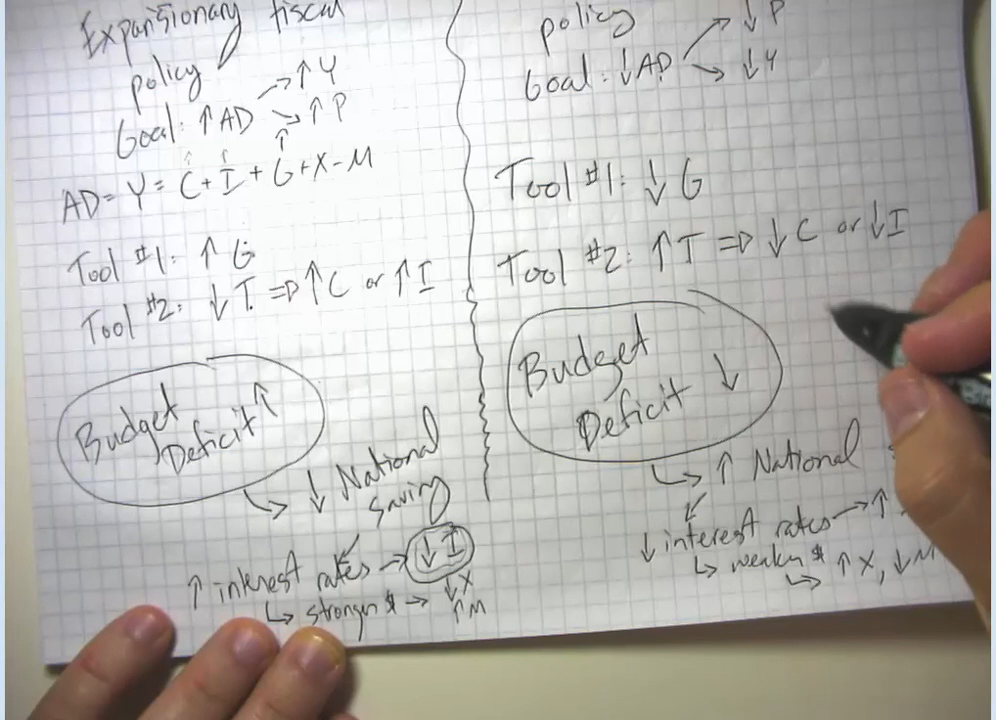 Expansionary fiscal
policy
Goal: ↑ AD → ↑ Y
→ ↑ P
AD = Y = C + I + G + X - M
Tool #1: ↑ G
Tool #2: ↓ T ⇒ ↑ C or ↑ I
Budget
Deficit ↑
↳ ↓ National
saving
↑ interest rates → ↓ I
↳ stronger $ → ↓ X
↑ M
policy
Goal: ↓ AD → ↓ P
→ ↓ Y
Tool #1: ↓ G
Tool #2: ↑ T ⇒ ↓ C or ↓ I
Budget
Deficit ↓
↳ ↑ National
↓ interest rates → ↑
↳ weaker $
↳ ↑ X, ↓ M